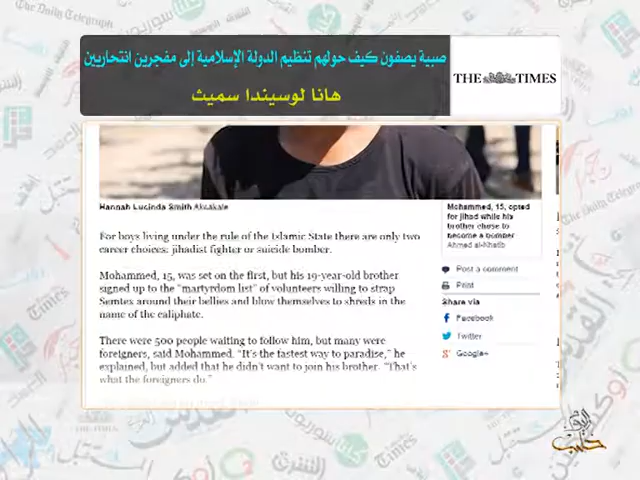 صبية يصفون كيف حولهم تنظيم الدولة الإسلامية إلى مفجرين انتحاريين
هانا لوسيندا سميث
THE TIMES
Hannah Lucinda Smith Akcakale
For boys living under the rule of the Islamic State there are only two
career choices: jihadist fighter or suicide bomber.
Mohammed, 15, was set on the first, but his 19-year-old brother
signed up to the "martyrdom list" of volunteers willing to strap
Semtex around their bellies and blow themselves to shreds in the
name of the caliphate.
There were 500 people waiting to follow him, but many were
foreigners, said Mohammed. "It's the fastest way to paradise," he
explained, but added that he didn't want to join his brother. "That's
what the foreigners do."
Mohammed, 15, opted
for jihad while his
brother chose to
become a bomber
Ahmed al-Khatib
Post a comment
Print
Share via
Facebook
Twitter
Google+
حلب اليوم